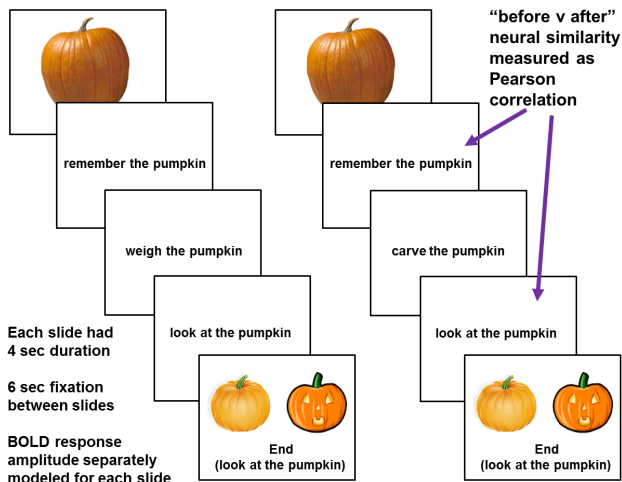 “before v after”
neural similarity
measured as
Pearson
correlation
remember the pumpkin
weigh the pumpkin
look at the pumpkin
End
(look at the pumpkin)
remember the pumpkin
carve the pumpkin
look at the pumpkin
End
(look at the pumpkin)
Each slide had
4 sec duration
6 sec fixation
between slides
BOLD response
amplitude separately
modeled for each slide